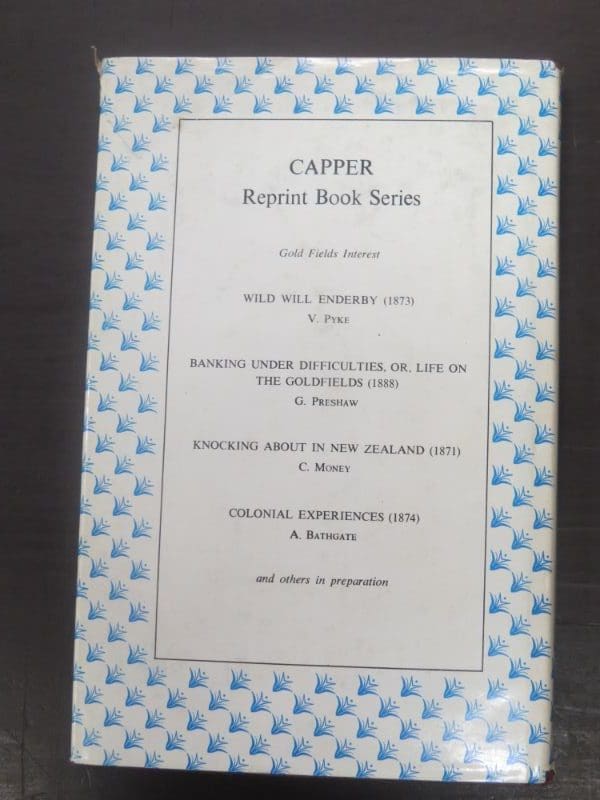 CAPPER
Reprint Book Series
Gold Fields Interest
WILD WILL ENDERBY (1873)
V. PYKE
BANKING UNDER DIFFICULTIES, OR, LIFE ON
THE GOLDFIELDS (1888)
G. PRESHAW
KNOCKING ABOUT IN NEW ZEALAND (1871)
C. MONEY
COLONIAL EXPERIENCES (1874)
A. BATHGATE
and others in preparation